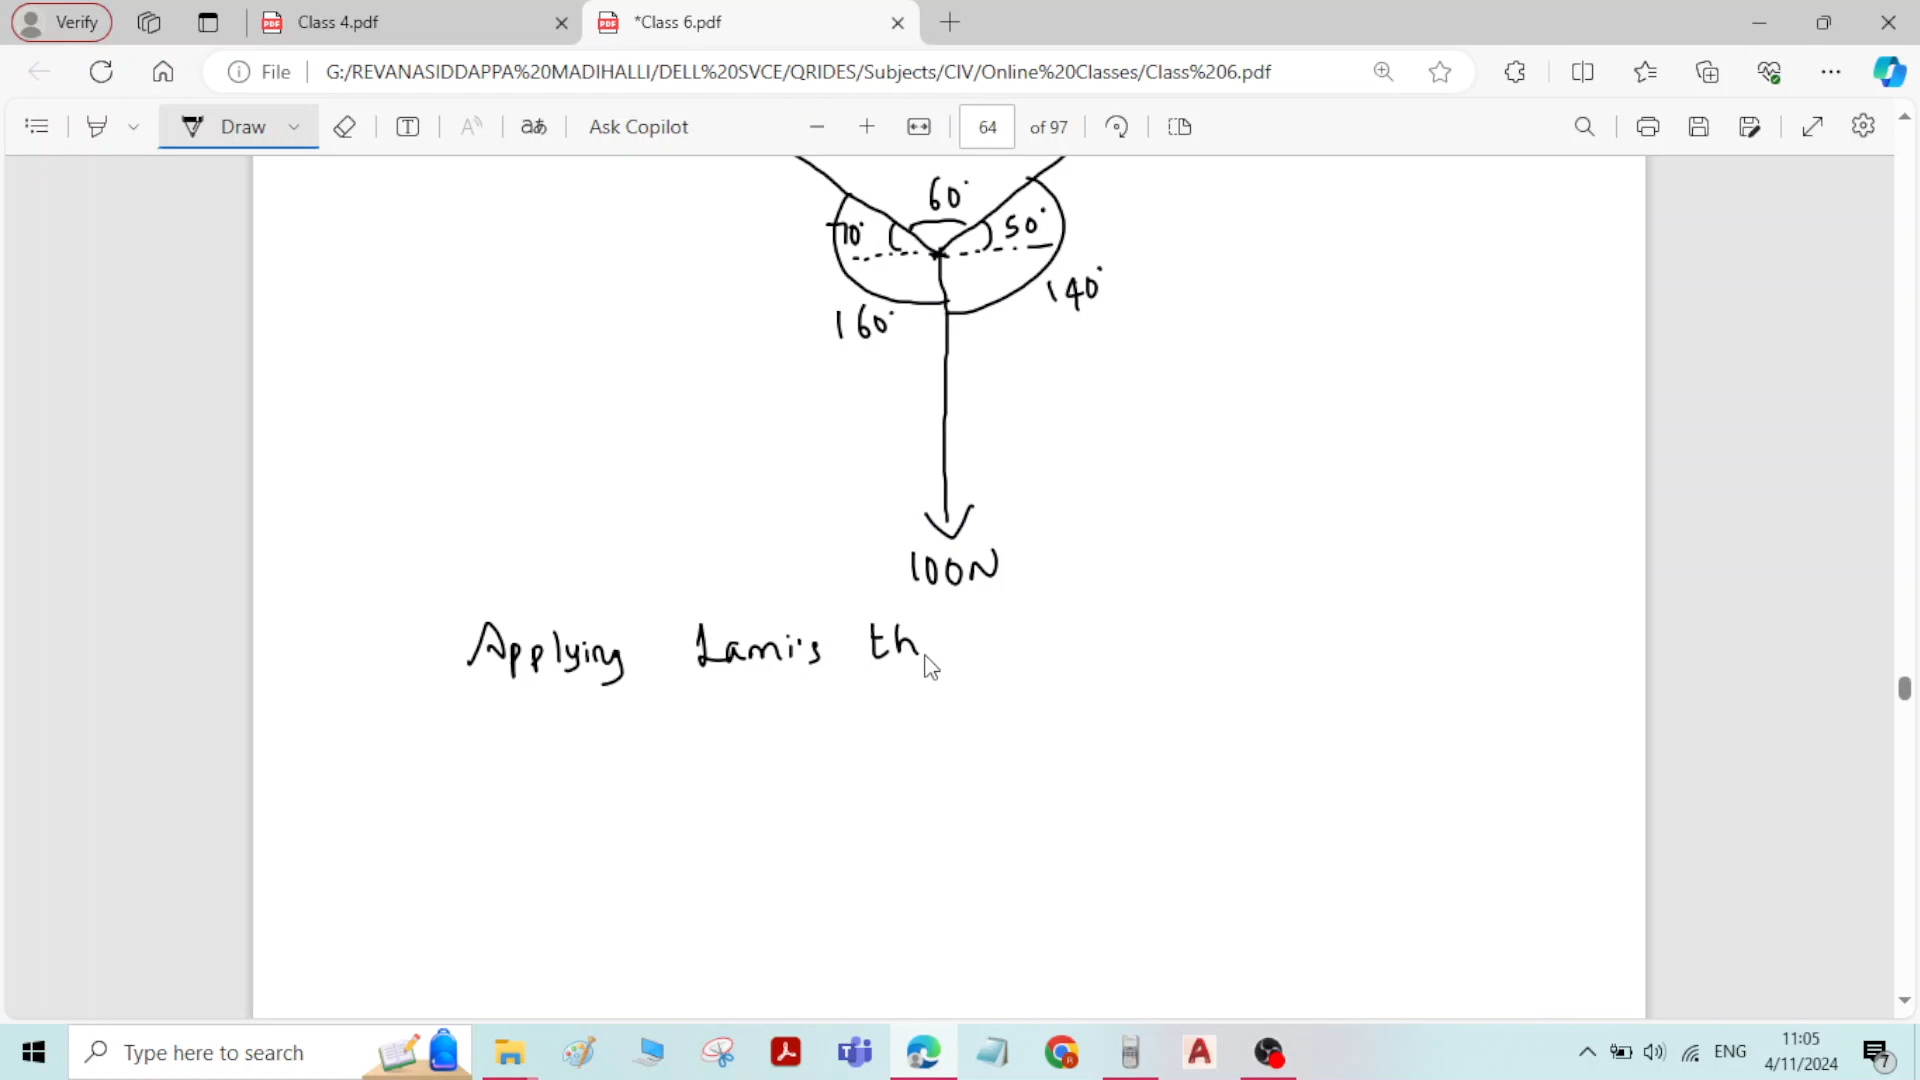 Verify
Class 4.pdf
*Class 6.pdf
File
G:/REVANASIDDAPPA%20MADIHALLI/DELL%20SVCE/QRIDES/Subjects/CIV/Online%20Classes/Class%206.pdf
Draw
Ask Copilot
64 of 97
60°
70°
50°
140°
160°
100N
Applying Lami's th
Type here to search
ENG
11:05
4/11/2024
7